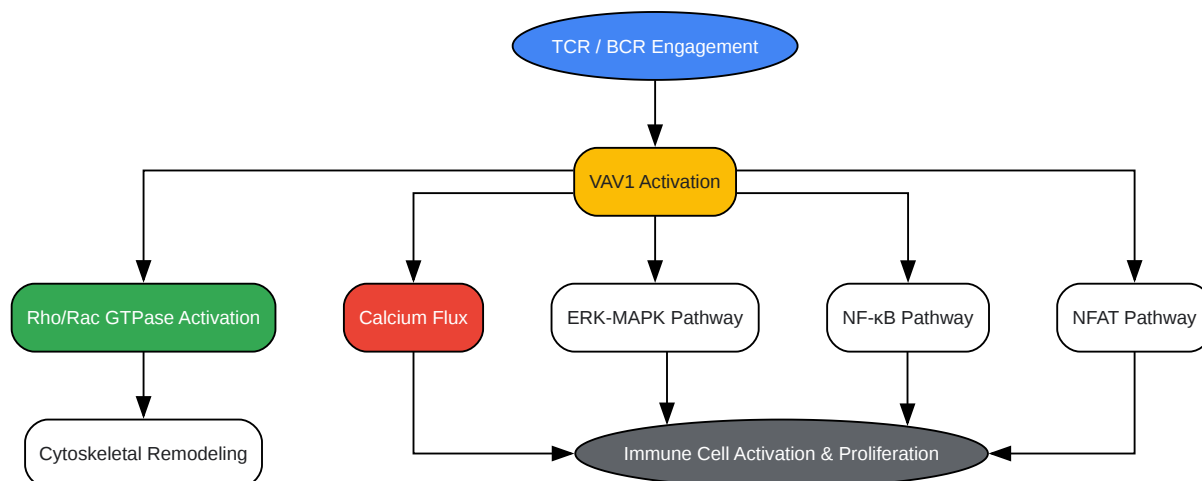 TCR / BCR Engagement
VAV1 Activation
Rho/Rac GTPase Activation
Calcium Flux
ERK-MAPK Pathway
NF-κB Pathway
NFAT Pathway
Cytoskeletal Remodeling
Immune Cell Activation & Proliferation